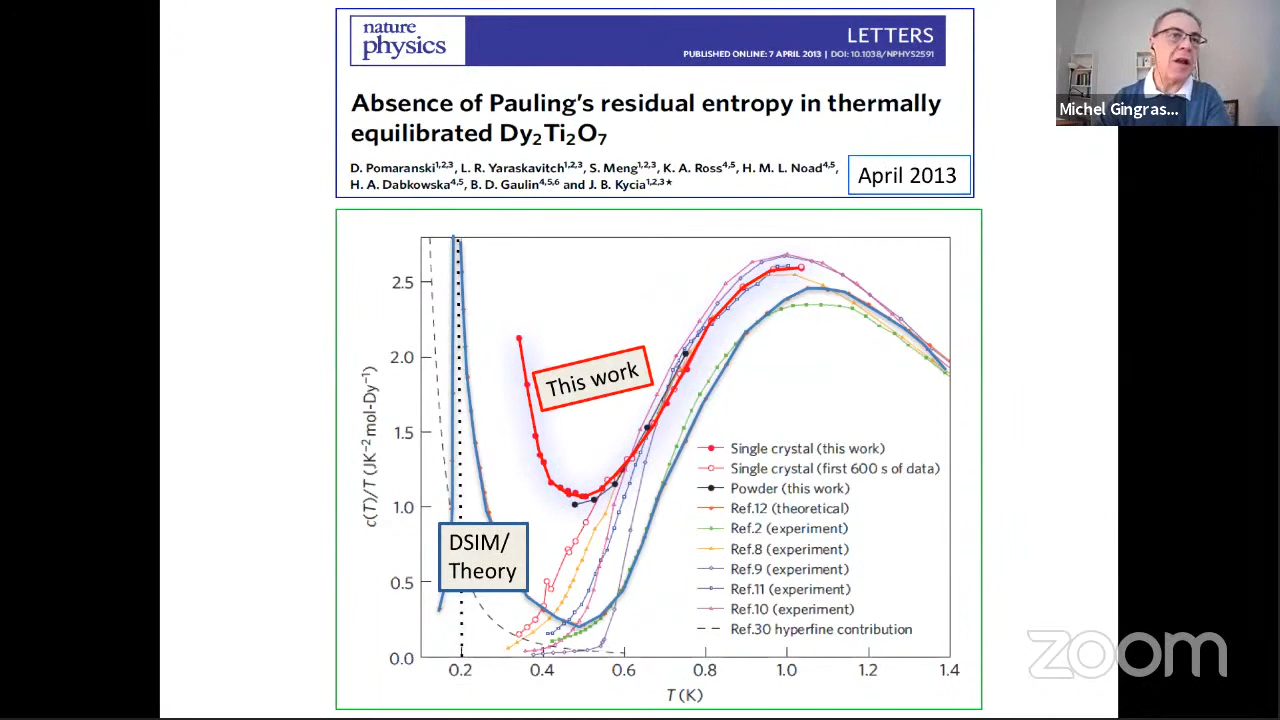 nature
physics
LETTERS
PUBLISHED ONLINE: 7 APRIL 2013 | DOI: 10.1038/NPHYS2591
Absence of Pauling's residual entropy in thermally
equilibrated Dy₂Ti₂O₇
D. Pomaranski¹,²,³, L. R. Yaraskavitch¹,²,³, S. Meng¹,²,³, K. A. Ross⁴,⁵, H. M. L. Noad⁴,⁵,
H. A. Dabkowska⁴,⁵, B. D. Gaulin⁴,⁵,⁶ and J. B. Kycia¹,²,³★
April 2013
Michel Gingras...
2.5
2.0
1.5
1.0
0.5
0.0
c(T)/T (JK⁻² mol-Dy⁻¹)
This work
DSIM/
Theory
Single crystal (this work)
Single crystal (first 600 s of data)
Powder (this work)
Ref.12 (theoretical)
Ref.2 (experiment)
Ref.8 (experiment)
Ref.9 (experiment)
Ref.11 (experiment)
Ref.10 (experiment)
Ref.30 hyperfine contribution
0.2 0.4 0.6 0.8 1.0 1.2 1.4
T (K)
zoom